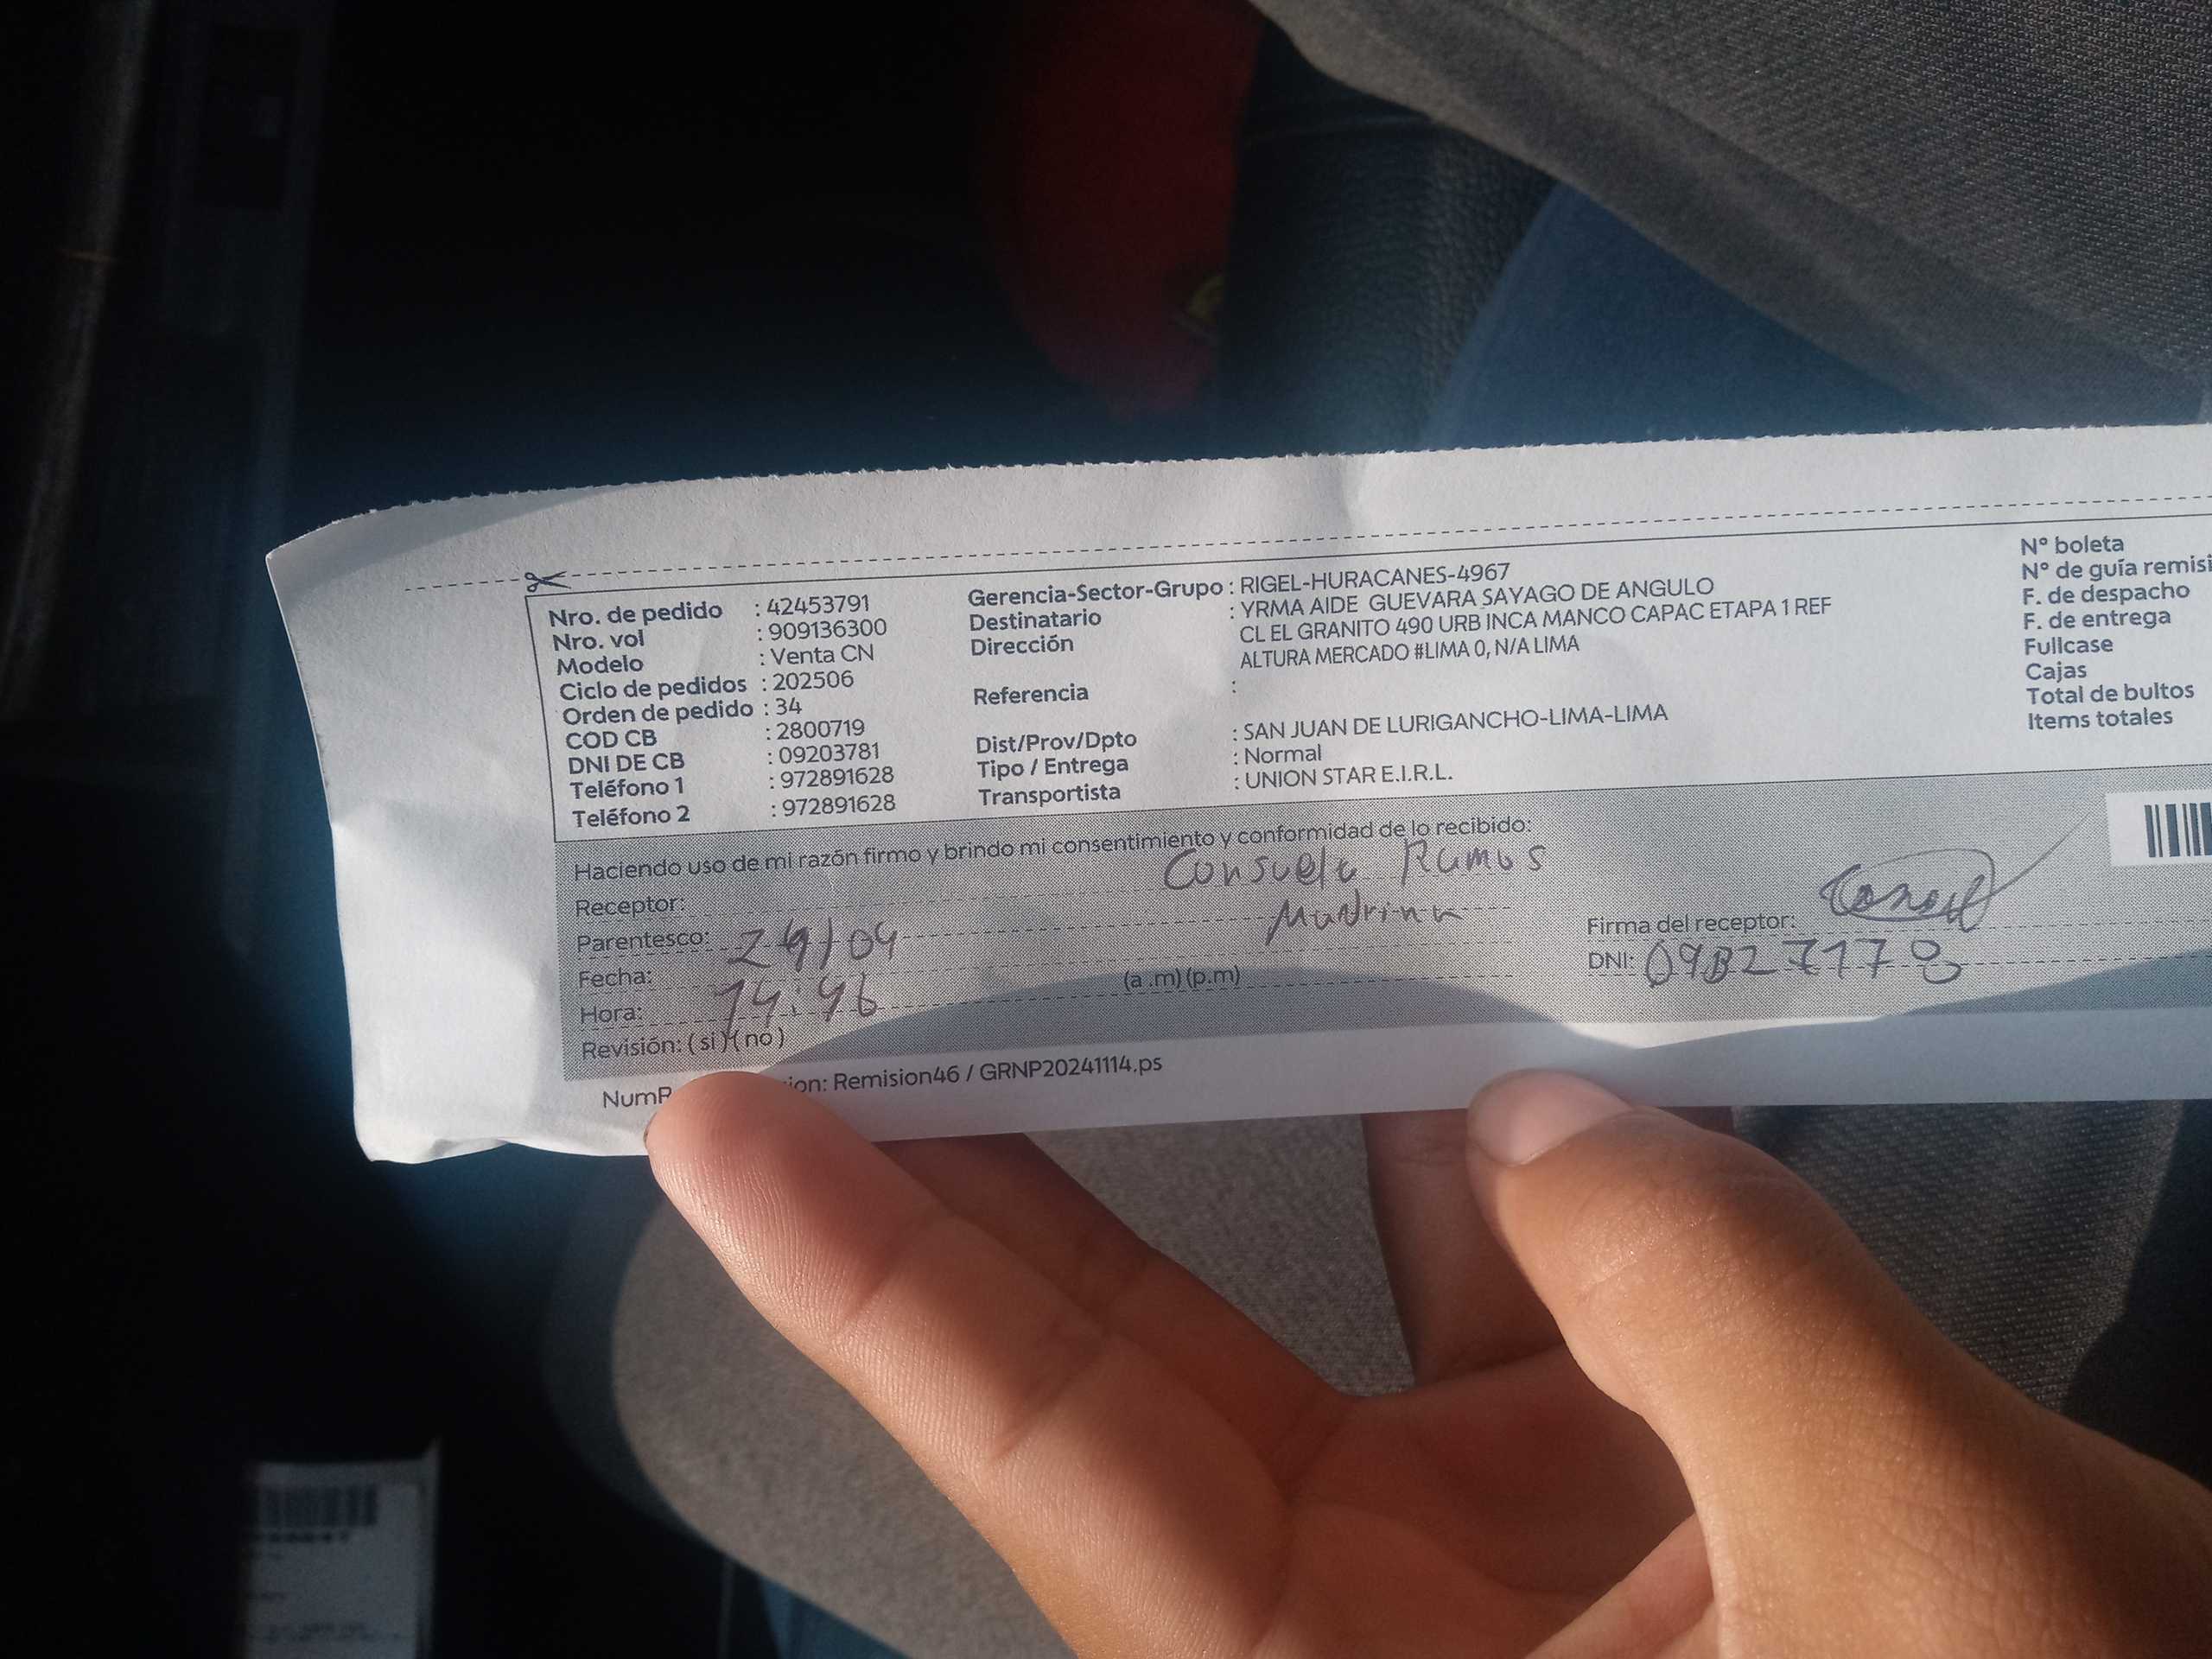 Nro. de pedido : 42453791
Nro. vol : 909136300
Modelo : Venta CN
Ciclo de pedidos : 202506
Orden de pedido : 34
COD CB : 2800719
DNI DE CB : 09203781
Teléfono 1 : 972891628
Teléfono 2 : 972891628
Gerencia-Sector-Grupo : RIGEL-HURACANES-4967
Destinatario : YRMA AIDE GUEVARA SAYAGO DE ANGULO
Dirección CL EL GRANITO 490 URB INCA MANCO CAPAC ETAPA 1 REF
ALTURA MERCADO #LIMA 0, N/A LIMA
Referencia :
Dist/Prov/Dpto : SAN JUAN DE LURIGANCHO-LIMA-LIMA
Tipo / Entrega : Normal
Transportista : UNION STAR E.I.R.L.
N° boleta
N° de guía remisi
F. de despacho
F. de entrega
Fullcase
Cajas
Total de bultos
Items totales
Haciendo uso de mi razón firmo y brindo mi consentimiento y conformidad de lo recibido:
Receptor: Consuelo Ramos
Parentesco: Madrina
Fecha: 24/04
Hora: 14:46 (a .m) (p.m)
Revisión: ( si ) ( no )
Firma del receptor:
DNI: 09827178
NumR ion: Remision46 / GRNP20241114.ps